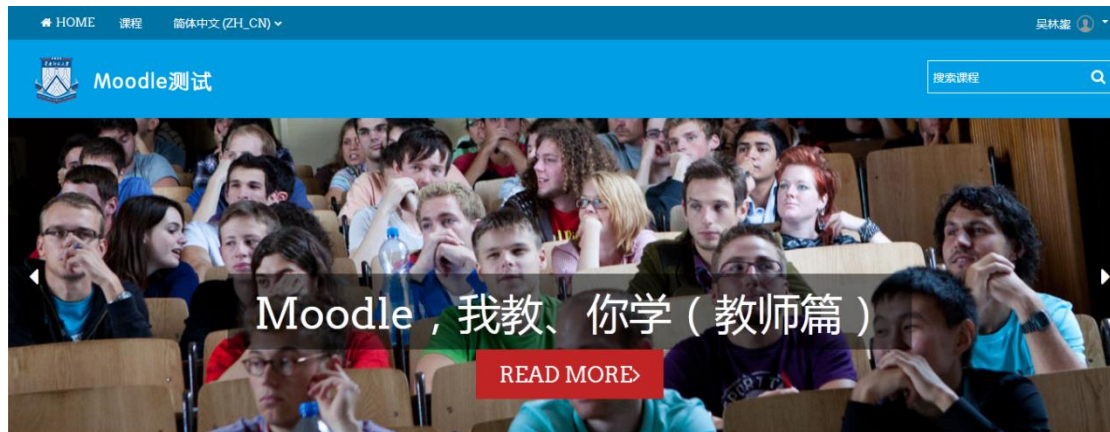 HOME 课程 简体中文 (ZH_CN)
吴林鎏
Moodle测试
搜索课程
Moodle，我教、你学（教师篇）
READ MORE